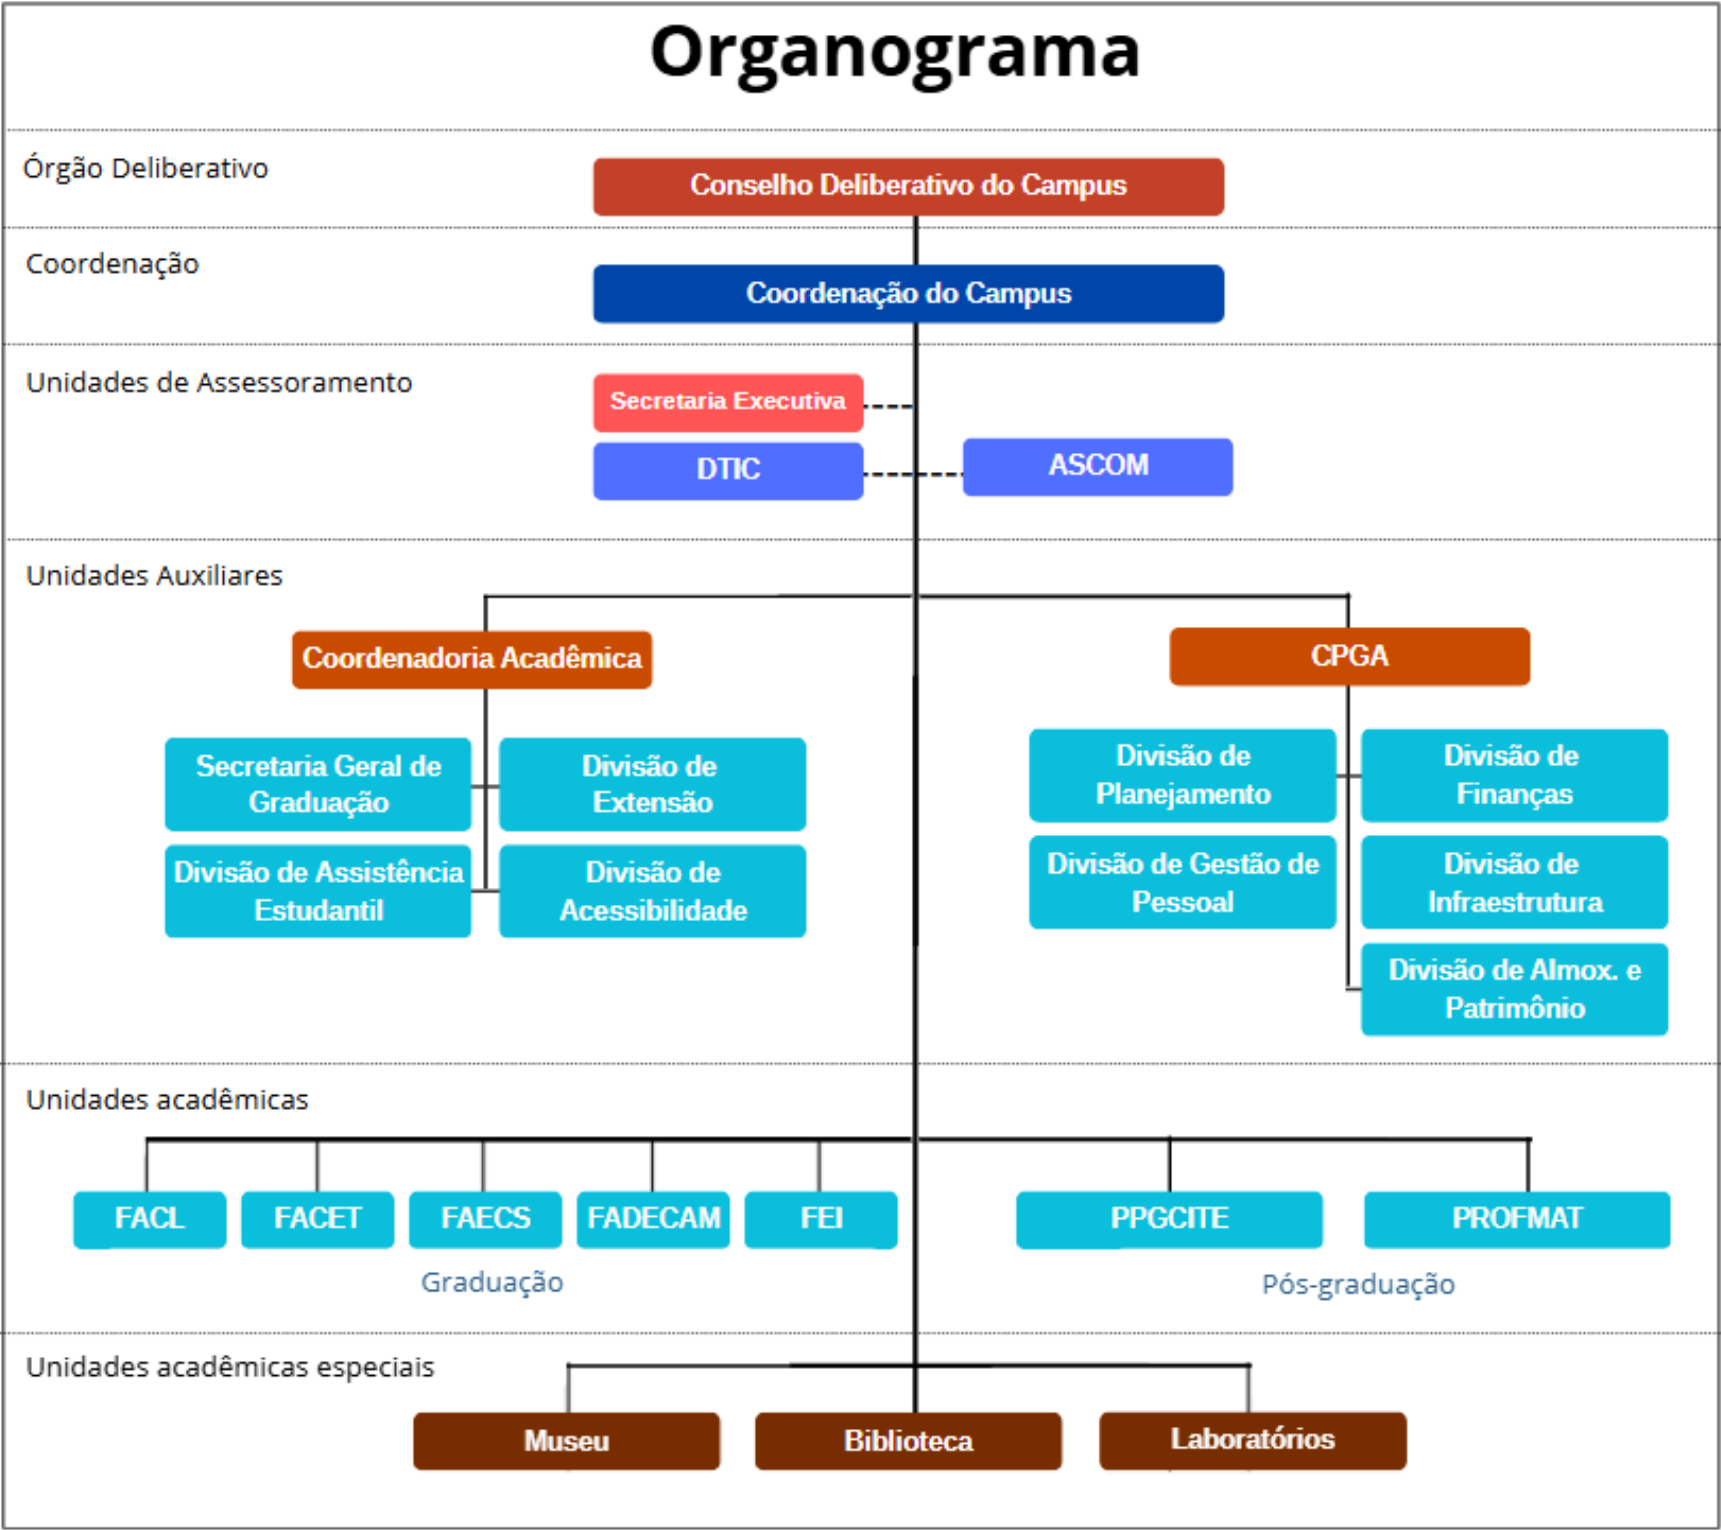 Organograma
Órgão Deliberativo
Conselho Deliberativo do Campus
Coordenação
Coordenação do Campus
Unidades de Assessoramento
Secretaria Executiva
DTIC
ASCOM
Unidades Auxiliares
Coordenadoria Acadêmica
CPGA
Secretaria Geral de
Graduação
Divisão de
Extensão
Divisão de Assistência
Estudantil
Divisão de
Acessibilidade
Divisão de
Planejamento
Divisão de
Finanças
Divisão de Gestão de
Pessoal
Divisão de
Infraestrutura
Divisão de Almox. e
Patrimônio
Unidades acadêmicas
FACL
FACET
FAECS
FADECAM
FEI
PPGCITE
PROFMAT
Graduação
Pós-graduação
Unidades acadêmicas especiais
Museu
Biblioteca
Laboratórios